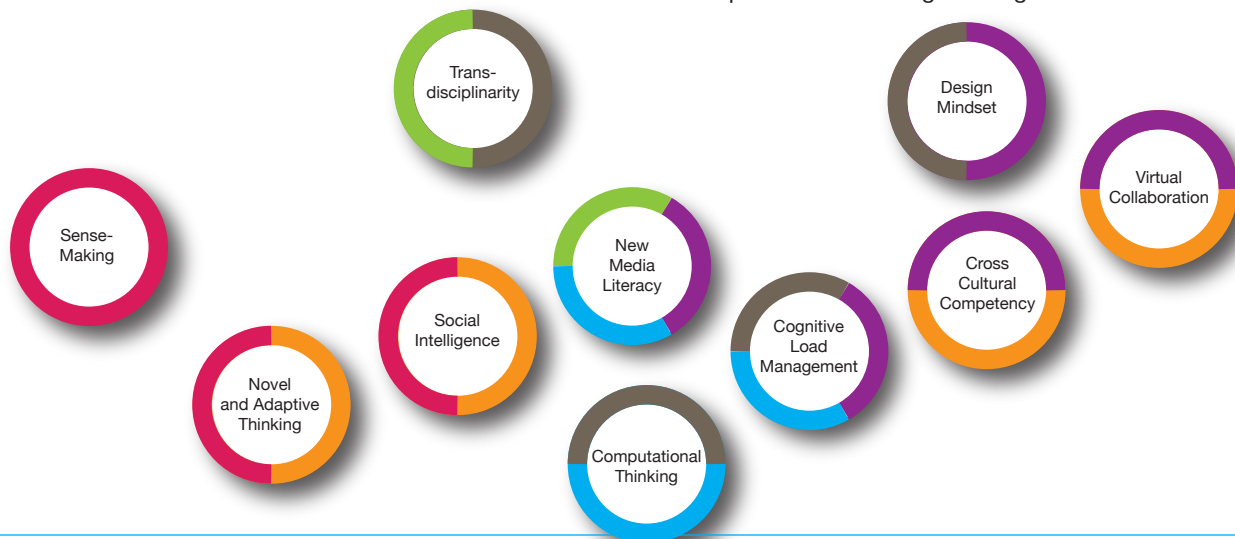 Trans-
disciplinarity
Design
Mindset
Virtual
Collaboration
Sense-
Making
New
Media
Literacy
Cross
Cultural
Competency
Social
Intelligence
Cognitive
Load
Management
Novel
and Adaptive
Thinking
Computational
Thinking